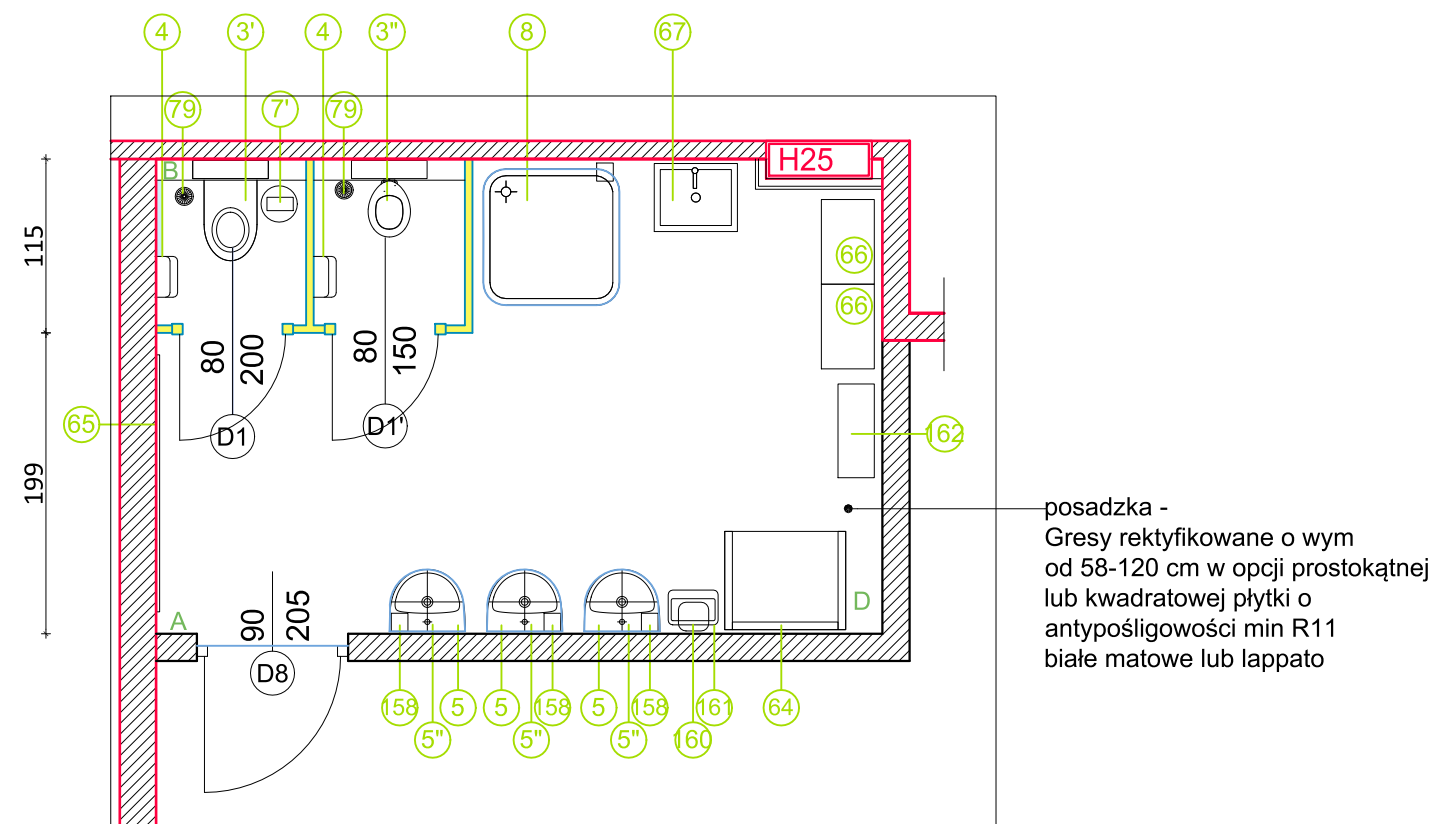 4
3'
4
3"
8
67
79
7'
79
H25
B
115
66
66
80
200
80
150
65
D1
D1'
162
199
posadzka -
Gresy rektyfikowane o wym
od 58-120 cm w opcji prostokątnej
lub kwadratowej płytki o
antypośligowości min R11
białe matowe lub lappato
90
205
A
D
D8
158
5
5
158
5
158
161
64
5"
5"
5"
160